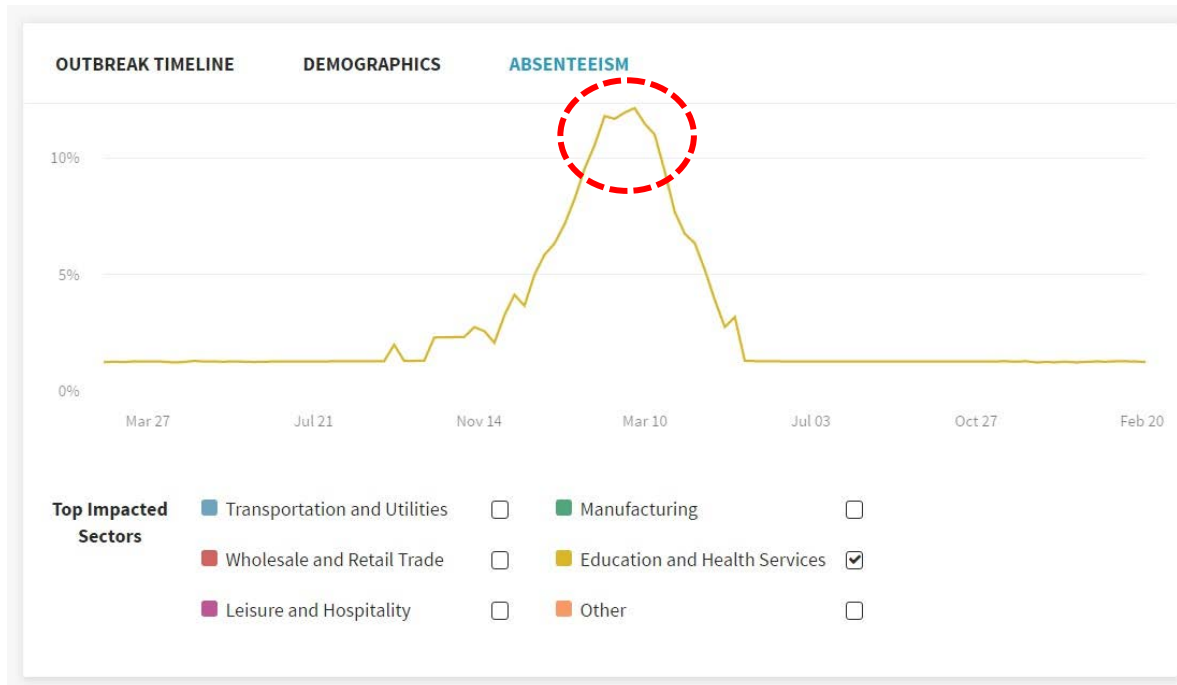 OUTBREAK TIMELINE DEMOGRAPHICS ABSENTEEISM
10%
5%
0%
Mar 27 Jul 21 Nov 14 Mar 10 Jul 03 Oct 27 Feb 20
Top Impacted Sectors
Transportation and Utilities Manufacturing
Wholesale and Retail Trade Education and Health Services
Leisure and Hospitality Other